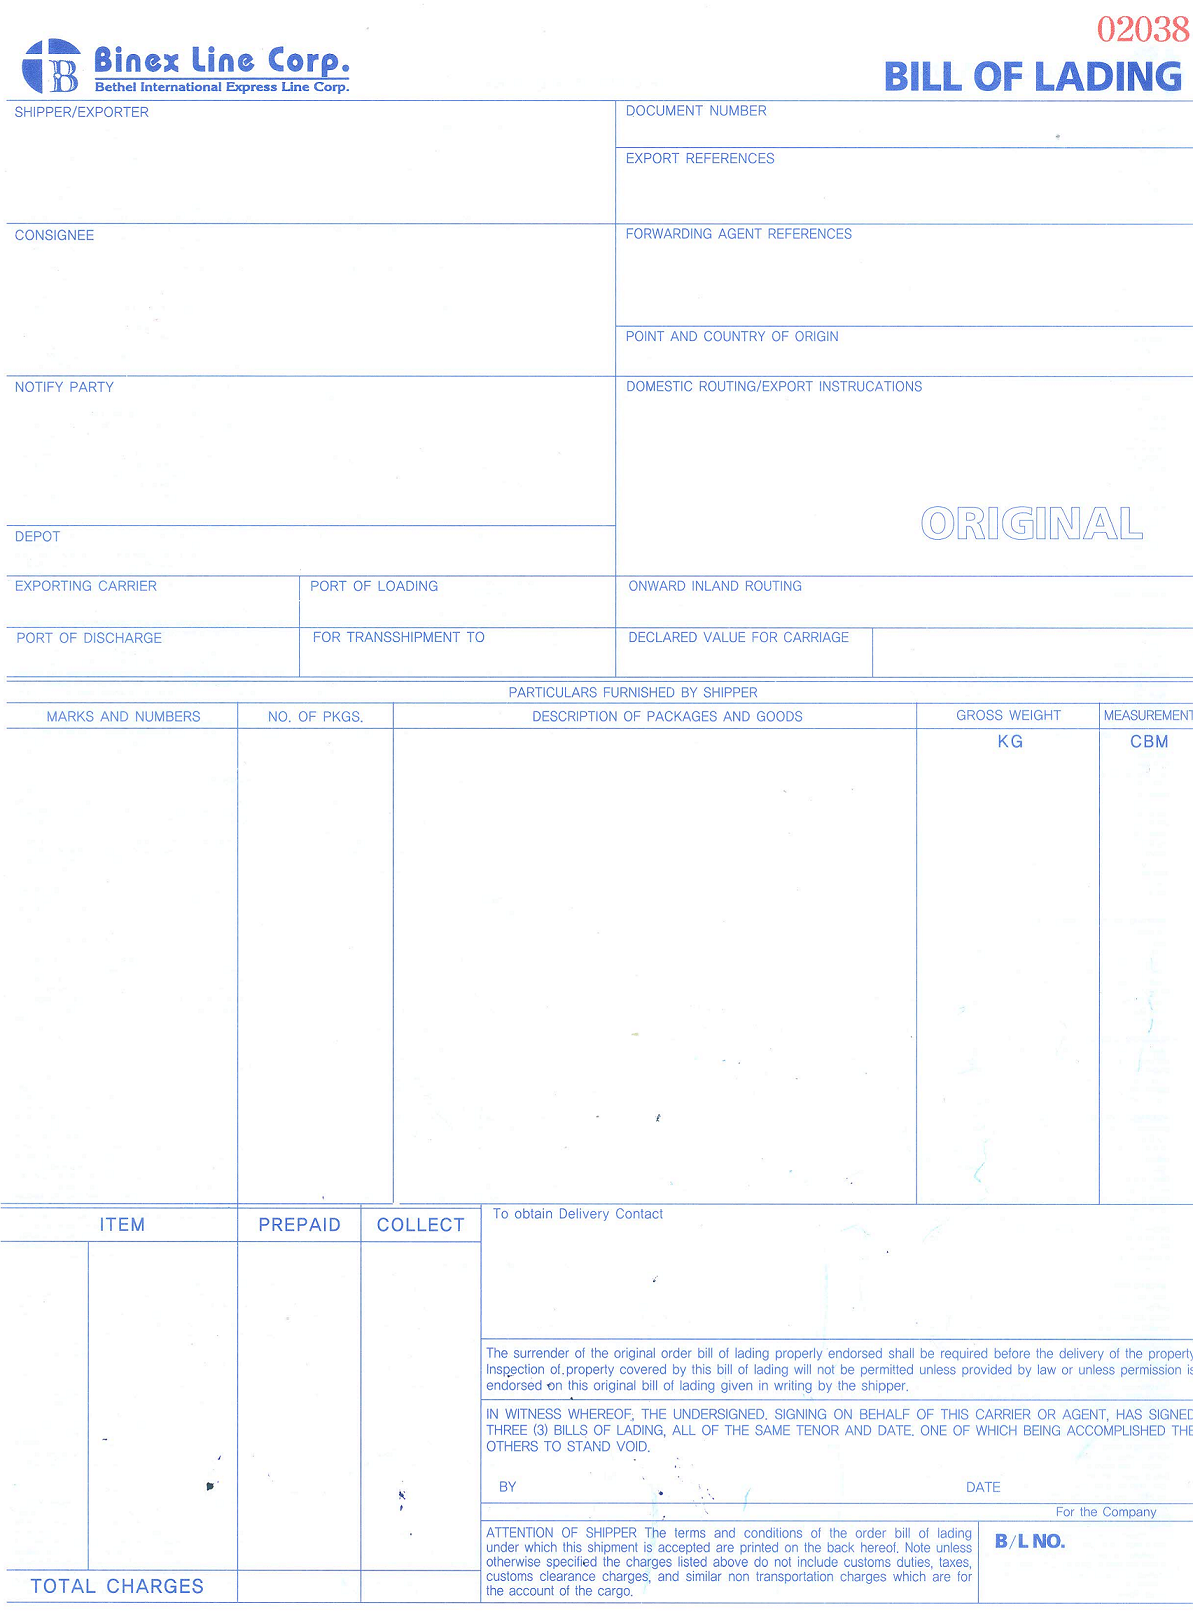 02038
Binex Line Corp.
Bethel International Express Line Corp.
B
BILL OF LADING
SHIPPER/EXPORTER
DOCUMENT NUMBER
EXPORT REFERENCES
CONSIGNEE
FORWARDING AGENT REFERENCES
POINT AND COUNTRY OF ORIGIN
NOTIFY PARTY
DOMESTIC ROUTING/EXPORT INSTRUCATIONS
ORIGINAL
DEPOT
EXPORTING CARRIER
PORT OF LOADING
ONWARD INLAND ROUTING
PORT OF DISCHARGE
FOR TRANSSHIPMENT TO
DECLARED VALUE FOR CARRIAGE
PARTICULARS FURNISHED BY SHIPPER
MARKS AND NUMBERS
NO. OF PKGS.
DESCRIPTION OF PACKAGES AND GOODS
GROSS WEIGHT
MEASUREMENT
KG
CBM
ITEM
PREPAID
COLLECT
To obtain Delivery Contact
The surrender of the original order bill of lading properly endorsed shall be required before the delivery of the property
Inspection of property covered by this bill of lading will not be permitted unless provided by law or unless permission is
endorsed on this original bill of lading given in writing by the shipper.
IN WITNESS WHEREOF, THE UNDERSIGNED, SIGNING ON BEHALF OF THIS CARRIER OR AGENT, HAS SIGNED
THREE (3) BILLS OF LADING, ALL OF THE SAME TENOR AND DATE. ONE OF WHICH BEING ACCOMPLISHED THE
OTHERS TO STAND VOID.
BY
DATE
For the Company
ATTENTION OF SHIPPER The terms and conditions of the order bill of lading
under which this shipment is accepted are printed on the back hereof. Note unless
otherwise specified the charges listed above do not include customs duties, taxes,
customs clearance charges, and similar non transportation charges which are for
the account of the cargo.
B/L NO.
TOTAL CHARGES